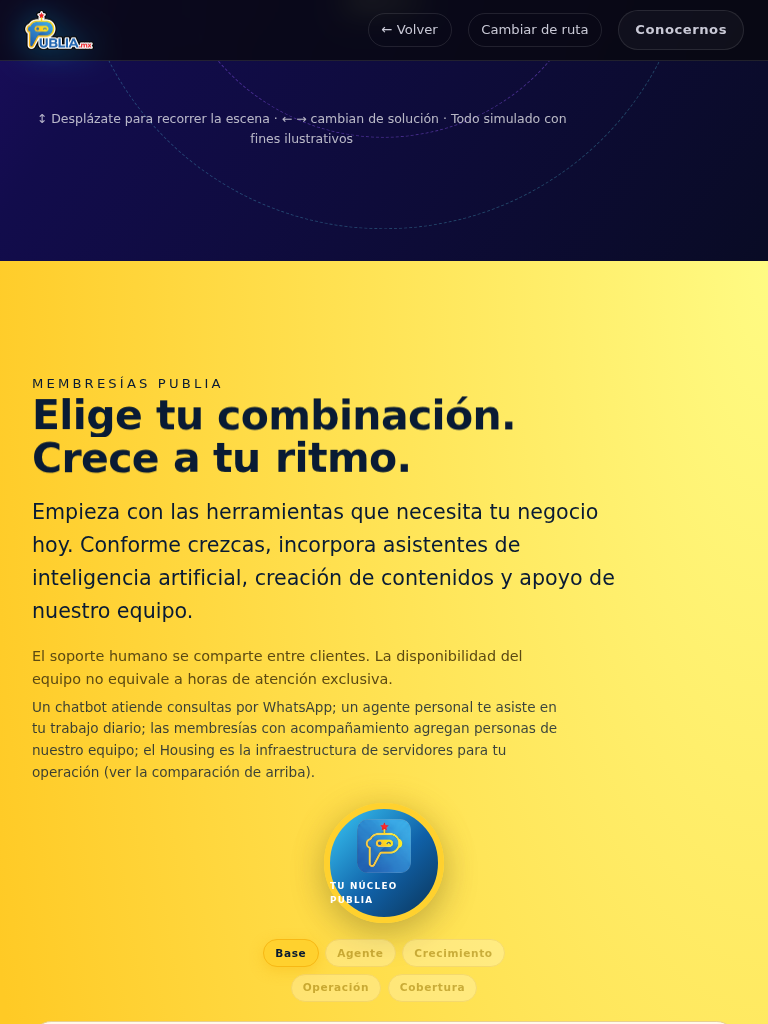 PUBLIA.mx
← Volver
Cambiar de ruta
Conocernos
↕ Desplázate para recorrer la escena · ← → cambian de solución · Todo simulado con
fines ilustrativos
MEMBRESÍAS PUBLIA
Elige tu combinación.
Crece a tu ritmo.
Empieza con las herramientas que necesita tu negocio
hoy. Conforme crezcas, incorpora asistentes de
inteligencia artificial, creación de contenidos y apoyo de
nuestro equipo.
El soporte humano se comparte entre clientes. La disponibilidad del
equipo no equivale a horas de atención exclusiva.
Un chatbot atiende consultas por WhatsApp; un agente personal te asiste en
tu trabajo diario; las membresías con acompañamiento agregan personas de
nuestro equipo; el Housing es la infraestructura de servidores para tu
operación (ver la comparación de arriba).
TU NÚCLEO
PUBLIA
Base
Agente
Crecimiento
Operación
Cobertura